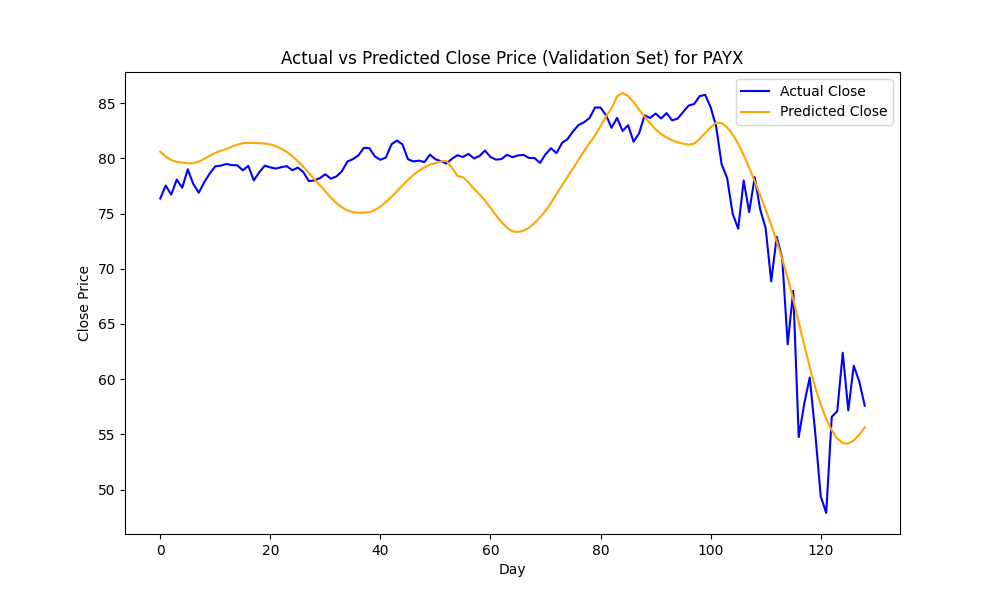 Actual vs Predicted Close Price (Validation Set) for PAYX
Actual Close
Predicted Close
Close Price
85
80
75
70
65
60
55
50
0 20 40 60 80 100 120
Day